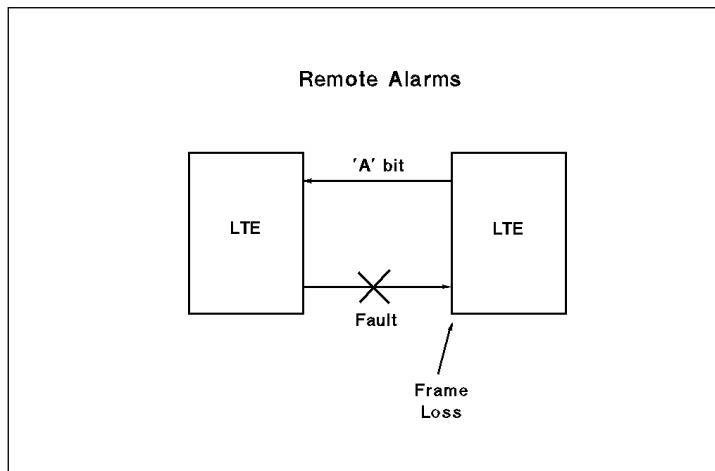 Remote Alarms
'A' bit
LTE
LTE
Fault
Frame
Loss